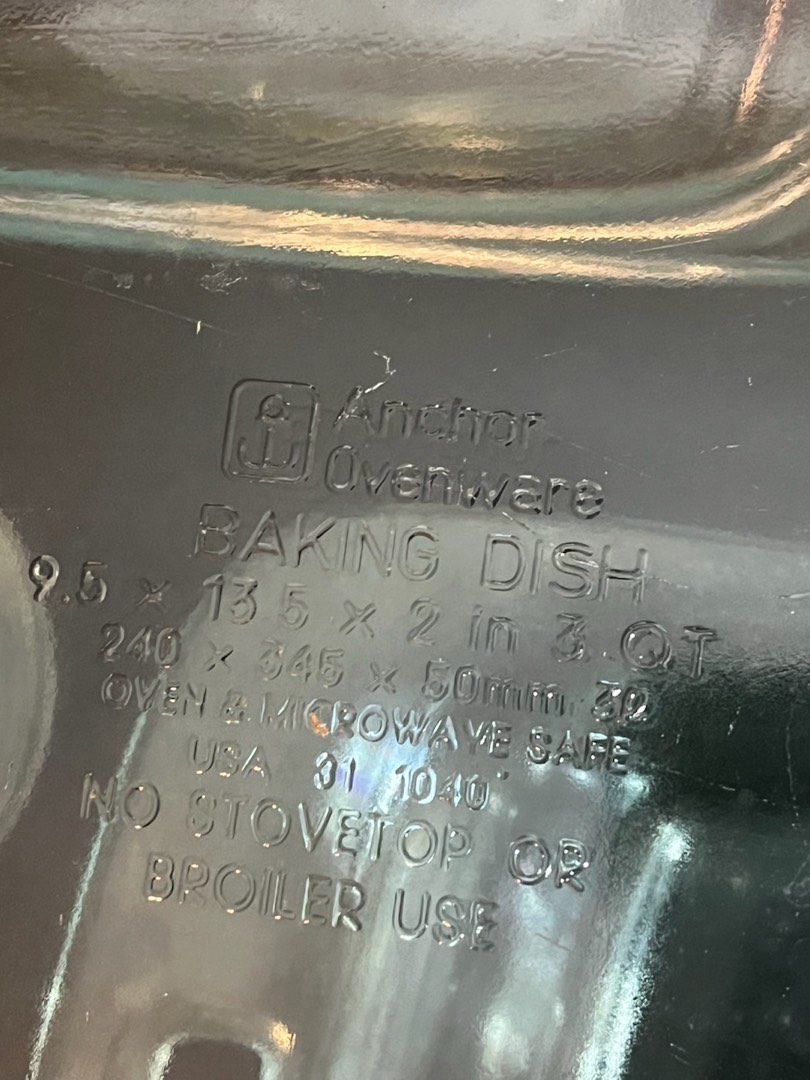 Anchor
Ovenware
BAKING DISH
9.5 x 13.5 x 2 in 3 QT
240 x 345 x 50mm 3ℓ
OVEN & MICROWAVE SAFE
USA 31 1040
NO STOVETOP OR
BROILER USE